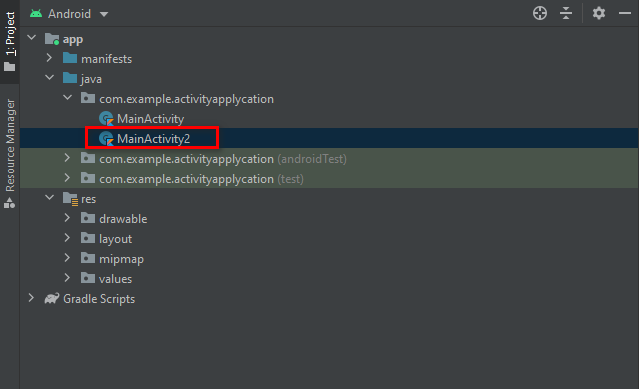 Android
1: Project
Resource Manager
app
manifests
java
com.example.activityapplycation
MainActivity
MainActivity2
com.example.activityapplycation (androidTest)
com.example.activityapplycation (test)
res
drawable
layout
mipmap
values
Gradle Scripts